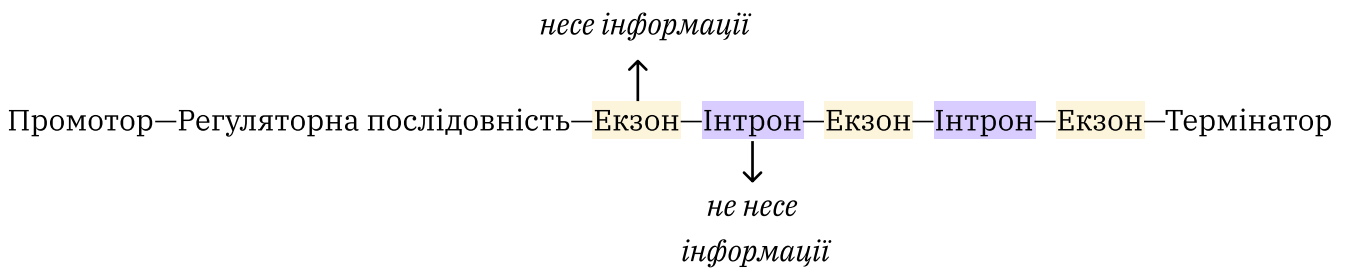 несе інформації
Промотор—Регуляторна послідовність—Екзон—Інтрон—Екзон—Інтрон—Екзон—Термінатор
не несе
інформації